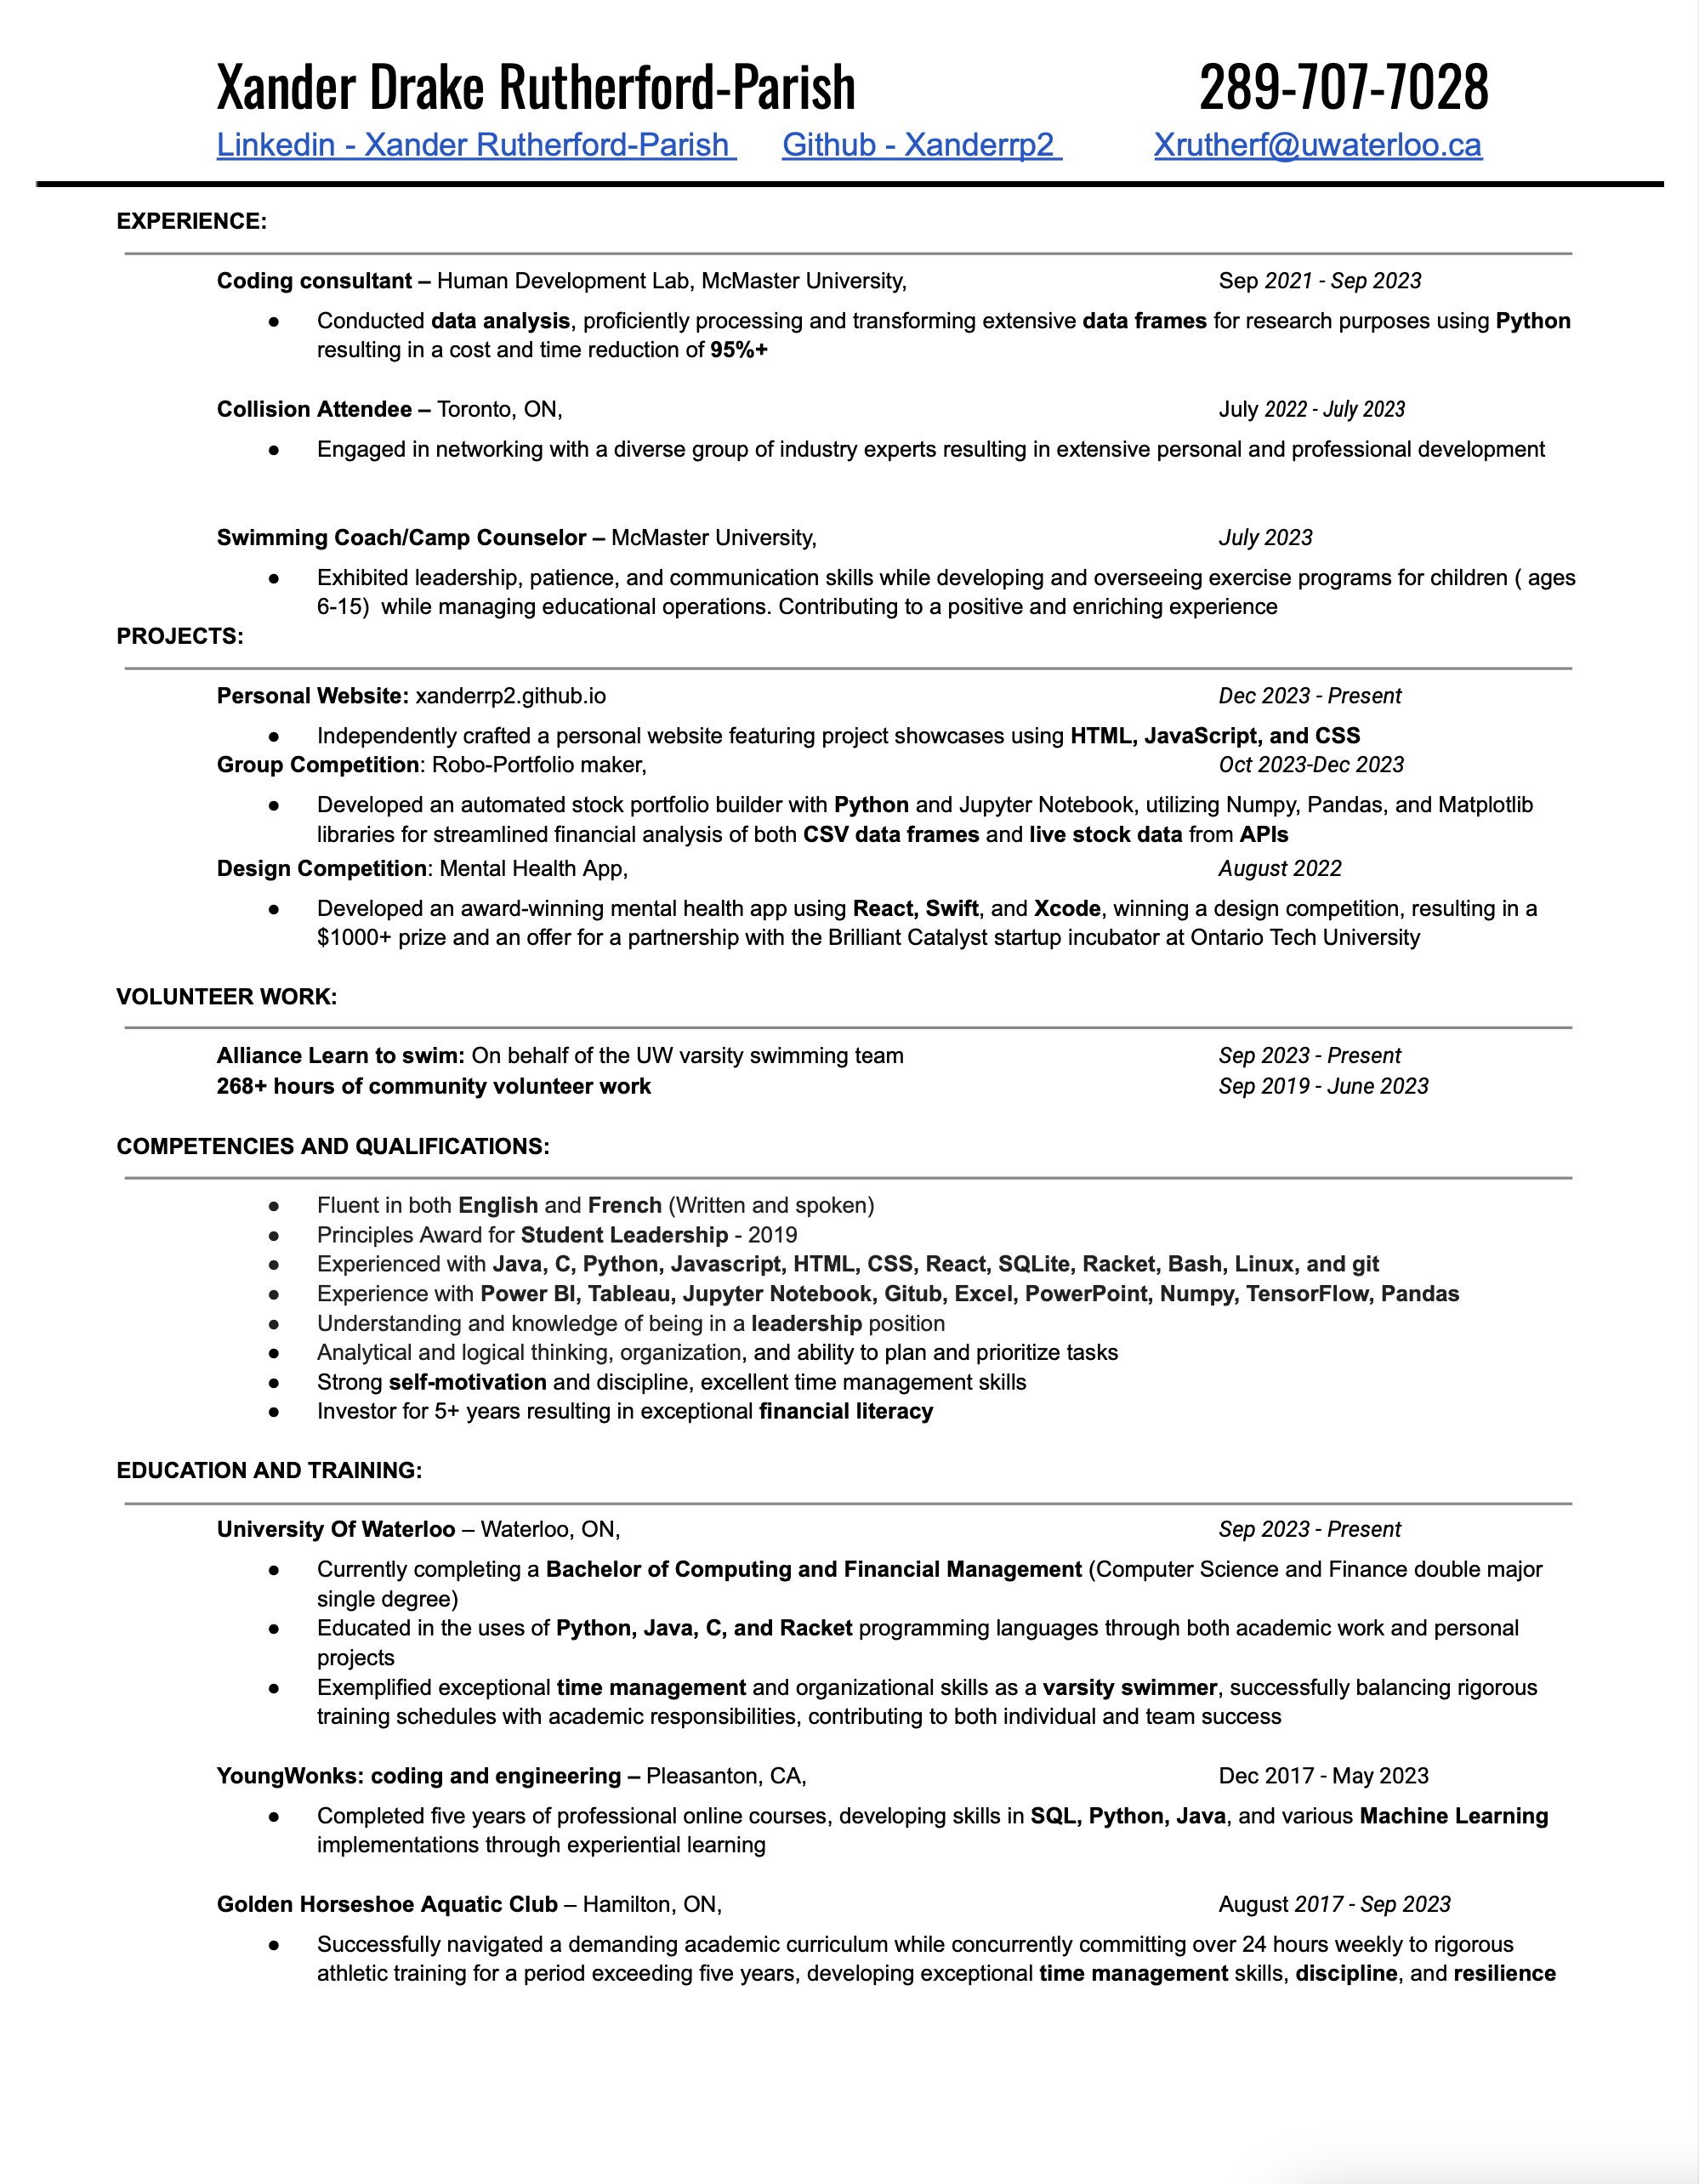 Xander Drake Rutherford-Parish 289-707-7028
Linkedin - Xander Rutherford-Parish Github - Xanderrp2 Xrutherf@uwaterloo.ca
EXPERIENCE:
Coding consultant – Human Development Lab, McMaster University, Sep 2021 - Sep 2023
● Conducted data analysis, proficiently processing and transforming extensive data frames for research purposes using Python
resulting in a cost and time reduction of 95%+
Collision Attendee – Toronto, ON, July 2022 - July 2023
● Engaged in networking with a diverse group of industry experts resulting in extensive personal and professional development
Swimming Coach/Camp Counselor – McMaster University, July 2023
● Exhibited leadership, patience, and communication skills while developing and overseeing exercise programs for children ( ages
6-15) while managing educational operations. Contributing to a positive and enriching experience
PROJECTS:
Personal Website: xanderrp2.github.io Dec 2023 - Present
● Independently crafted a personal website featuring project showcases using HTML, JavaScript, and CSS
Group Competition: Robo-Portfolio maker, Oct 2023-Dec 2023
● Developed an automated stock portfolio builder with Python and Jupyter Notebook, utilizing Numpy, Pandas, and Matplotlib
libraries for streamlined financial analysis of both CSV data frames and live stock data from APIs
Design Competition: Mental Health App, August 2022
● Developed an award-winning mental health app using React, Swift, and Xcode, winning a design competition, resulting in a
$1000+ prize and an offer for a partnership with the Brilliant Catalyst startup incubator at Ontario Tech University
VOLUNTEER WORK:
Alliance Learn to swim: On behalf of the UW varsity swimming team Sep 2023 - Present
268+ hours of community volunteer work Sep 2019 - June 2023
COMPETENCIES AND QUALIFICATIONS:
● Fluent in both English and French (Written and spoken)
● Principles Award for Student Leadership - 2019
● Experienced with Java, C, Python, Javascript, HTML, CSS, React, SQLite, Racket, Bash, Linux, and git
● Experience with Power BI, Tableau, Jupyter Notebook, Gitub, Excel, PowerPoint, Numpy, TensorFlow, Pandas
● Understanding and knowledge of being in a leadership position
● Analytical and logical thinking, organization, and ability to plan and prioritize tasks
● Strong self-motivation and discipline, excellent time management skills
● Investor for 5+ years resulting in exceptional financial literacy
EDUCATION AND TRAINING:
University Of Waterloo – Waterloo, ON, Sep 2023 - Present
● Currently completing a Bachelor of Computing and Financial Management (Computer Science and Finance double major
single degree)
● Educated in the uses of Python, Java, C, and Racket programming languages through both academic work and personal
projects
● Exemplified exceptional time management and organizational skills as a varsity swimmer, successfully balancing rigorous
training schedules with academic responsibilities, contributing to both individual and team success
YoungWonks: coding and engineering – Pleasanton, CA, Dec 2017 - May 2023
● Completed five years of professional online courses, developing skills in SQL, Python, Java, and various Machine Learning
implementations through experiential learning
Golden Horseshoe Aquatic Club – Hamilton, ON, August 2017 - Sep 2023
● Successfully navigated a demanding academic curriculum while concurrently committing over 24 hours weekly to rigorous
athletic training for a period exceeding five years, developing exceptional time management skills, discipline, and resilience